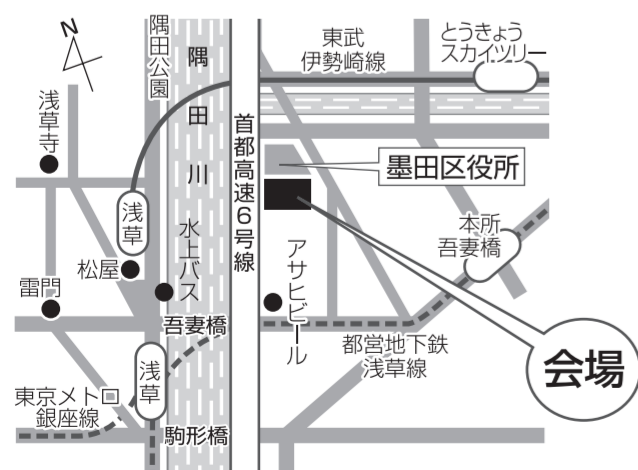 N
隅田公園
隅田川
首都高速6号線
東武
伊勢崎線
とうきょう
スカイツリー
浅草寺
墨田区役所
浅草
水上バス
本所
吾妻橋
松屋
アサヒビール
雷門
吾妻橋
都営地下鉄
浅草線
会場
浅草
東京メトロ
銀座線
駒形橋